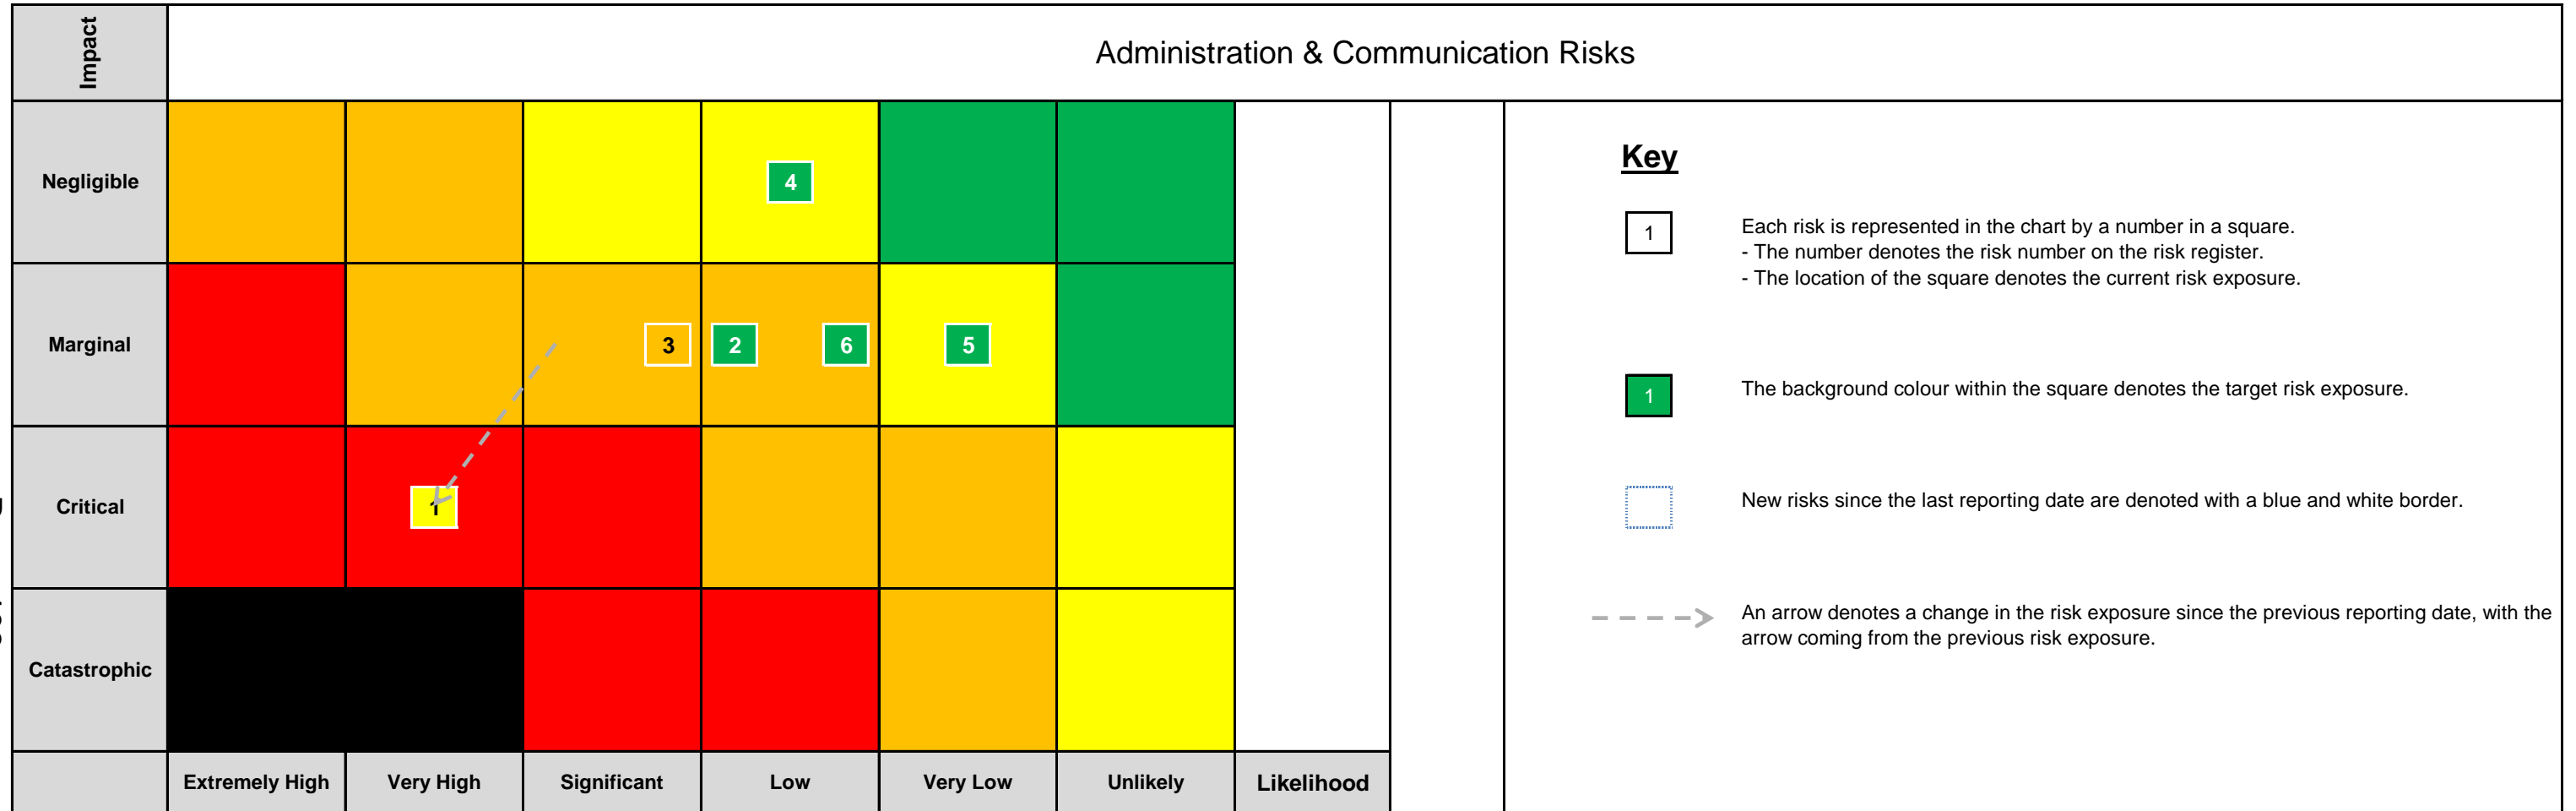 Impact
Administration & Communication Risks
Negligible
4
Marginal
3
2
6
5
Critical
1
Catastrophic
Extremely High
Very High
Significant
Low
Very Low
Unlikely
Likelihood
Key
1
Each risk is represented in the chart by a number in a square.
- The number denotes the risk number on the risk register.
- The location of the square denotes the current risk exposure.
1
The background colour within the square denotes the target risk exposure.
New risks since the last reporting date are denoted with a blue and white border.
An arrow denotes a change in the risk exposure since the previous reporting date, with the
arrow coming from the previous risk exposure.